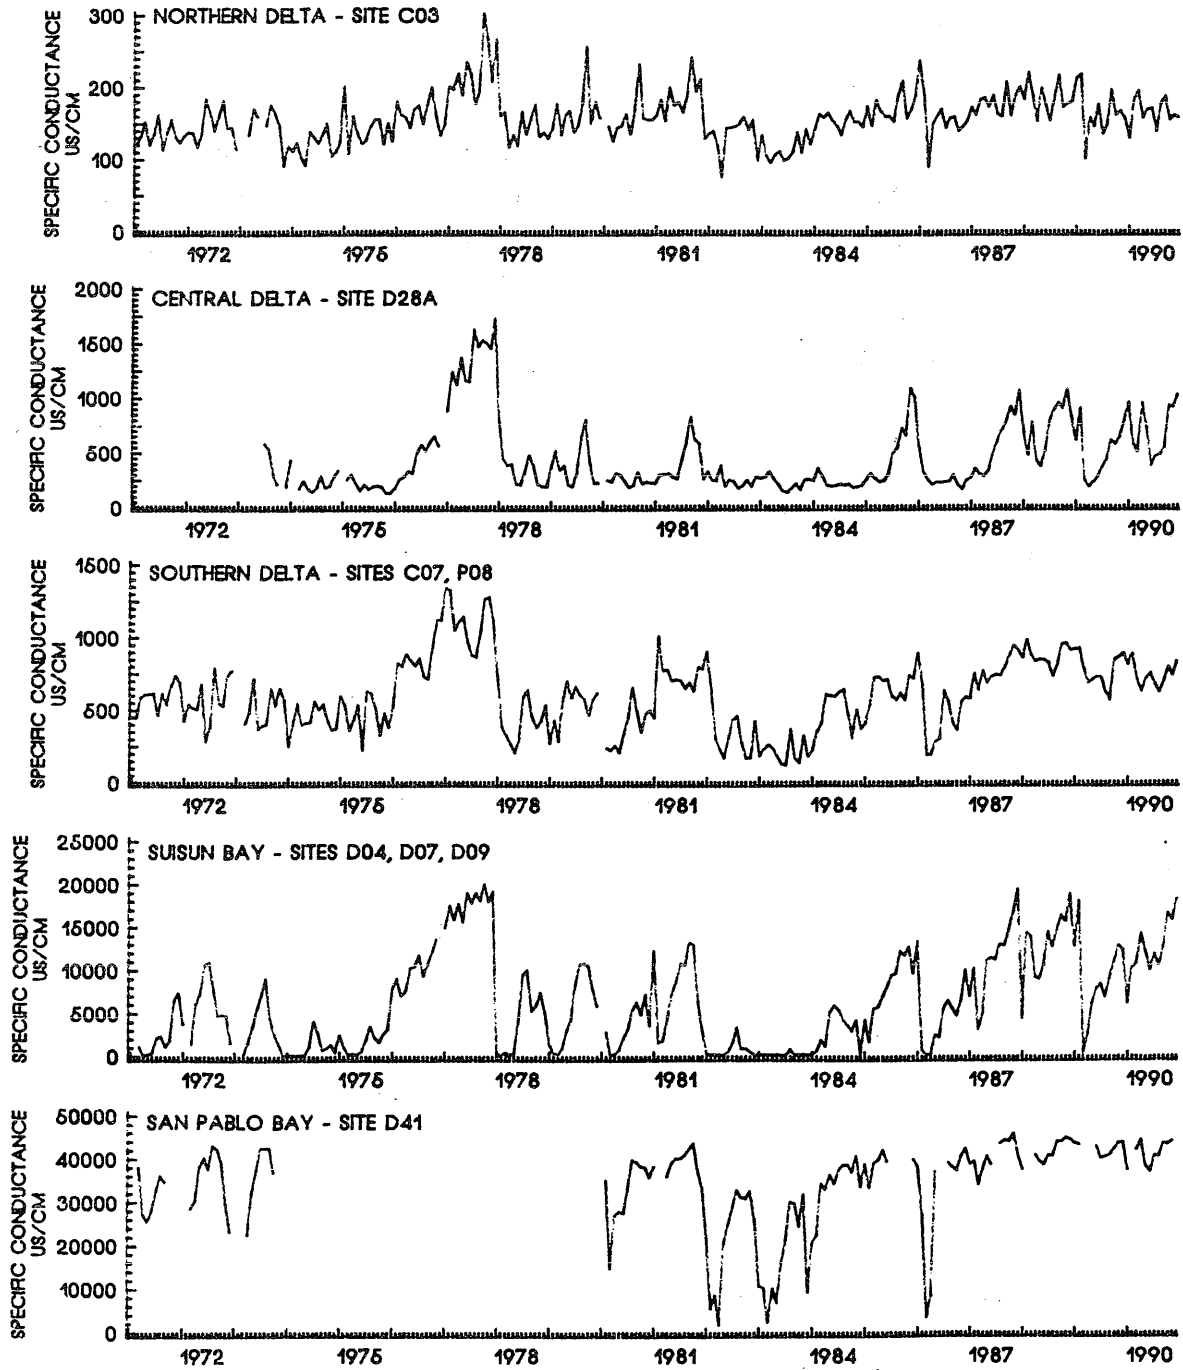 NORTHERN DELTA - SITE C03
SPECIFIC CONDUCTANCE
US/CM
300
200
100
0
1972 1975 1978 1981 1984 1987 1990
CENTRAL DELTA - SITE D28A
SPECIFIC CONDUCTANCE
US/CM
2000
1500
1000
500
0
1972 1975 1978 1981 1984 1987 1990
SOUTHERN DELTA - SITES C07, P08
SPECIFIC CONDUCTANCE
US/CM
1500
1000
500
0
1972 1975 1978 1981 1984 1987 1990
SUISUN BAY - SITES D04, D07, D09
SPECIFIC CONDUCTANCE
US/CM
25000
20000
15000
10000
5000
0
1972 1975 1978 1981 1984 1987 1990
SAN PABLO BAY - SITE D41
SPECIFIC CONDUCTANCE
US/CM
50000
40000
30000
20000
10000
0
1972 1975 1978 1981 1984 1987 1990